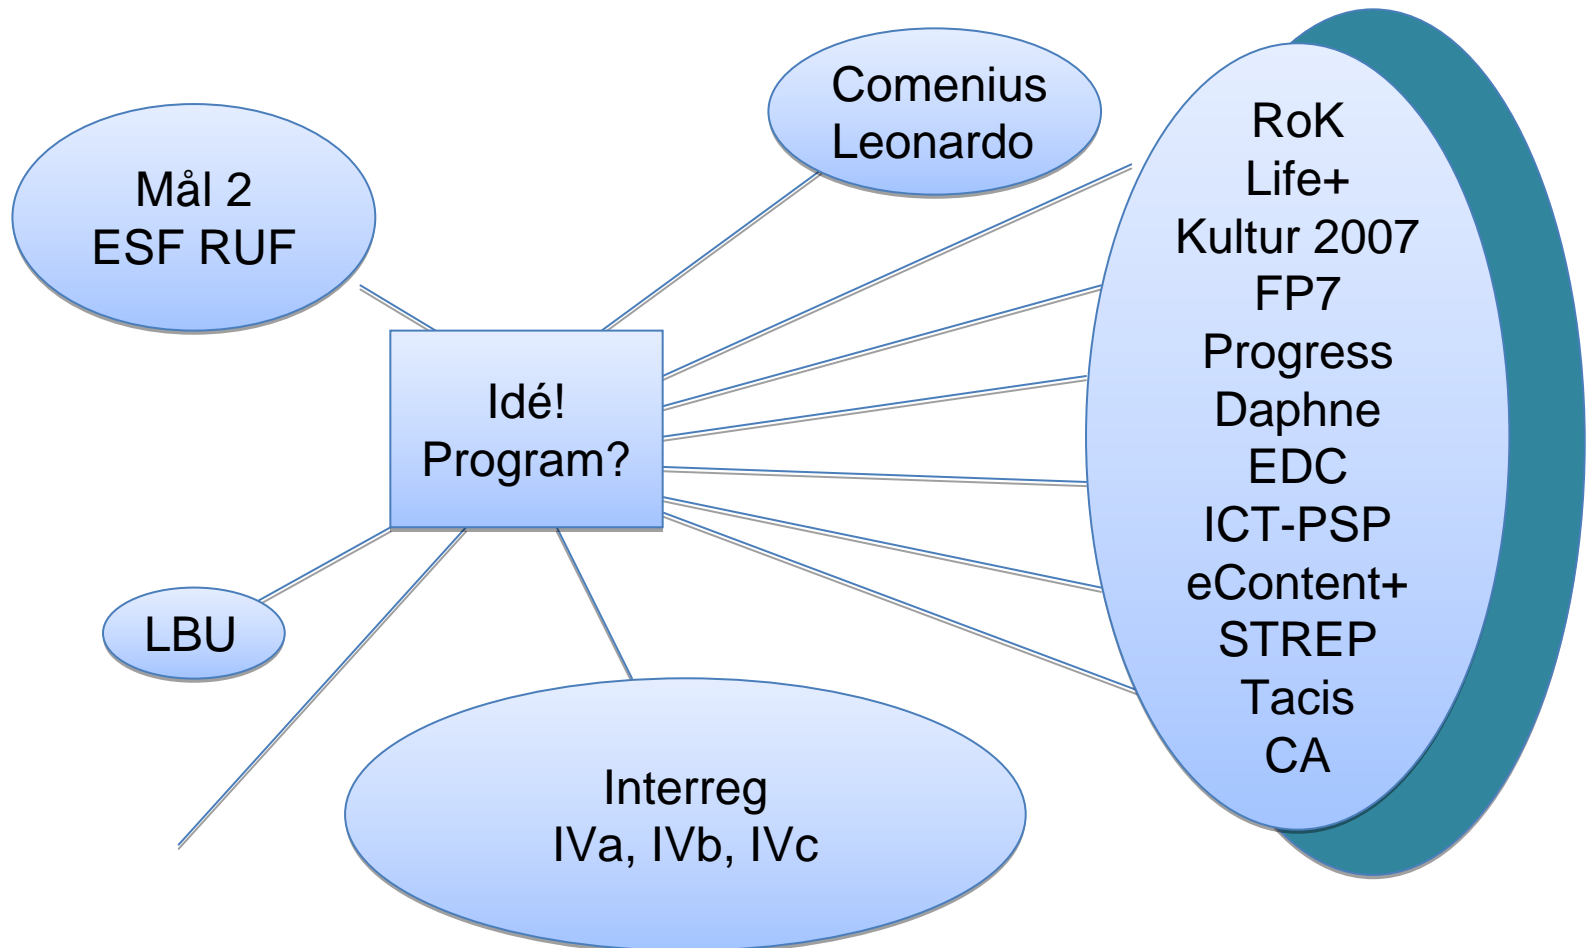 Comenius
Leonardo
Mål 2
ESF RUF
RoK
Life+
Kultur 2007
FP7
Progress
Daphne
EDC
ICT-PSP
eContent+
STREP
Tacis
CA
Idé!
Program?
LBU
Interreg
IVa, IVb, IVc